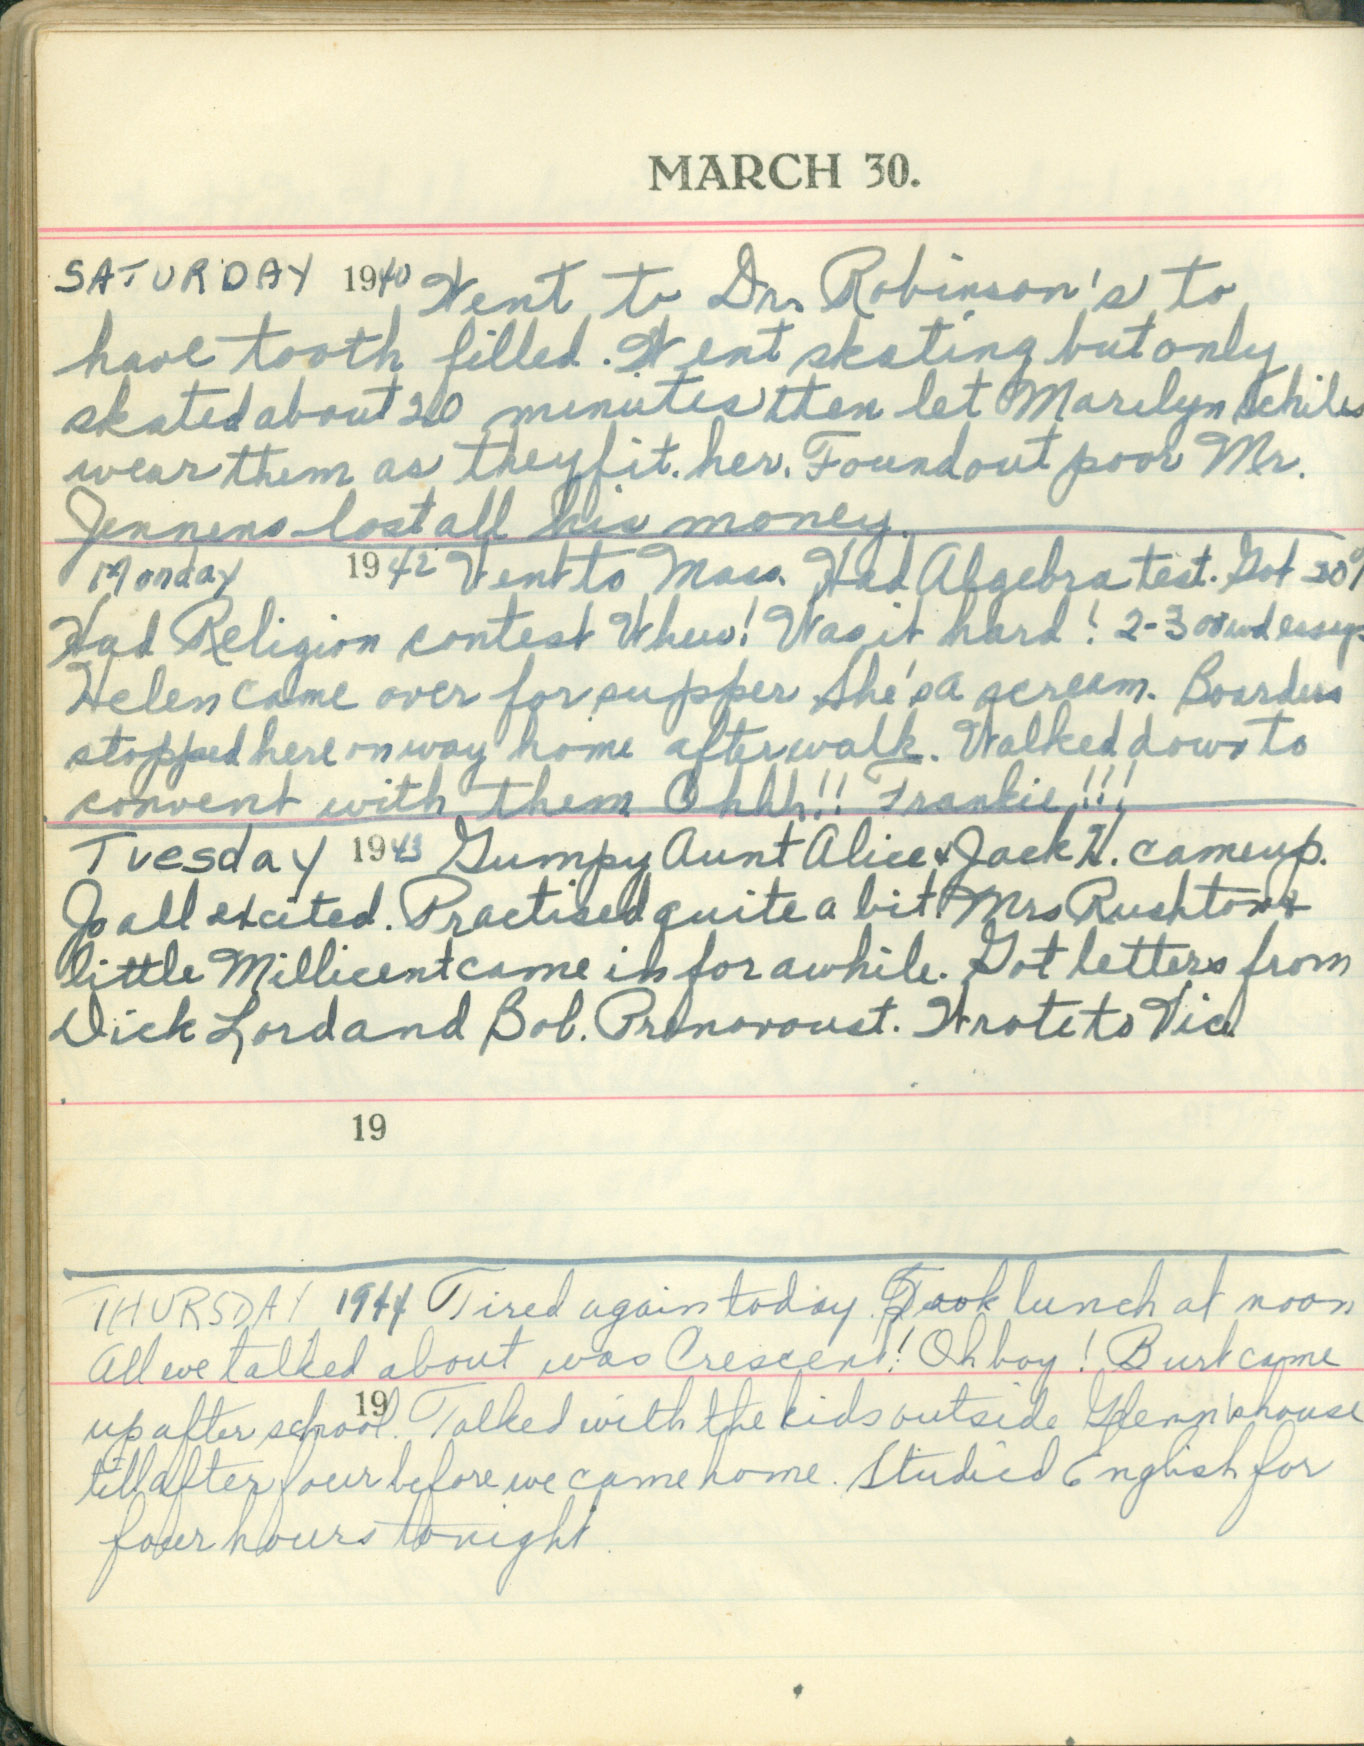 MARCH 30.
SATURDAY 1940 Went to Dr. Robinson's to
have tooth filled. Went skating but only
skated about 20 minutes then let Marilyn Schiles
wear them as they fit her. Found out poor Mr.
Jennens lost all his money.
Monday 1942 Went to Mass. Had Algebra test. Got
Had Religion contest Whew! Was it hard! 2-3 word essays
Helen came over for supper She's a scream. Boarders
stopped here on way home after walk. Walked down to
convent with them Ohhh!! Frankie!!!
Tuesday 1943 Gumpy Aunt Alice & Jack H. came up.
Jo all excited. Practised quite a bit Mrs Rushton &
little Millicent came in for awhile. Got letters from
Dick Lord and Bob. Pronovoust. Wrote to Vic
19
THURSDAY 1944 Tired again today. Took lunch at noon
All we talked about was Crescent! Oh boy! Burt came
19
up after school. Talked with the kids outside Glenn's house
till after four before we came home. Studied English for
four hours tonight.